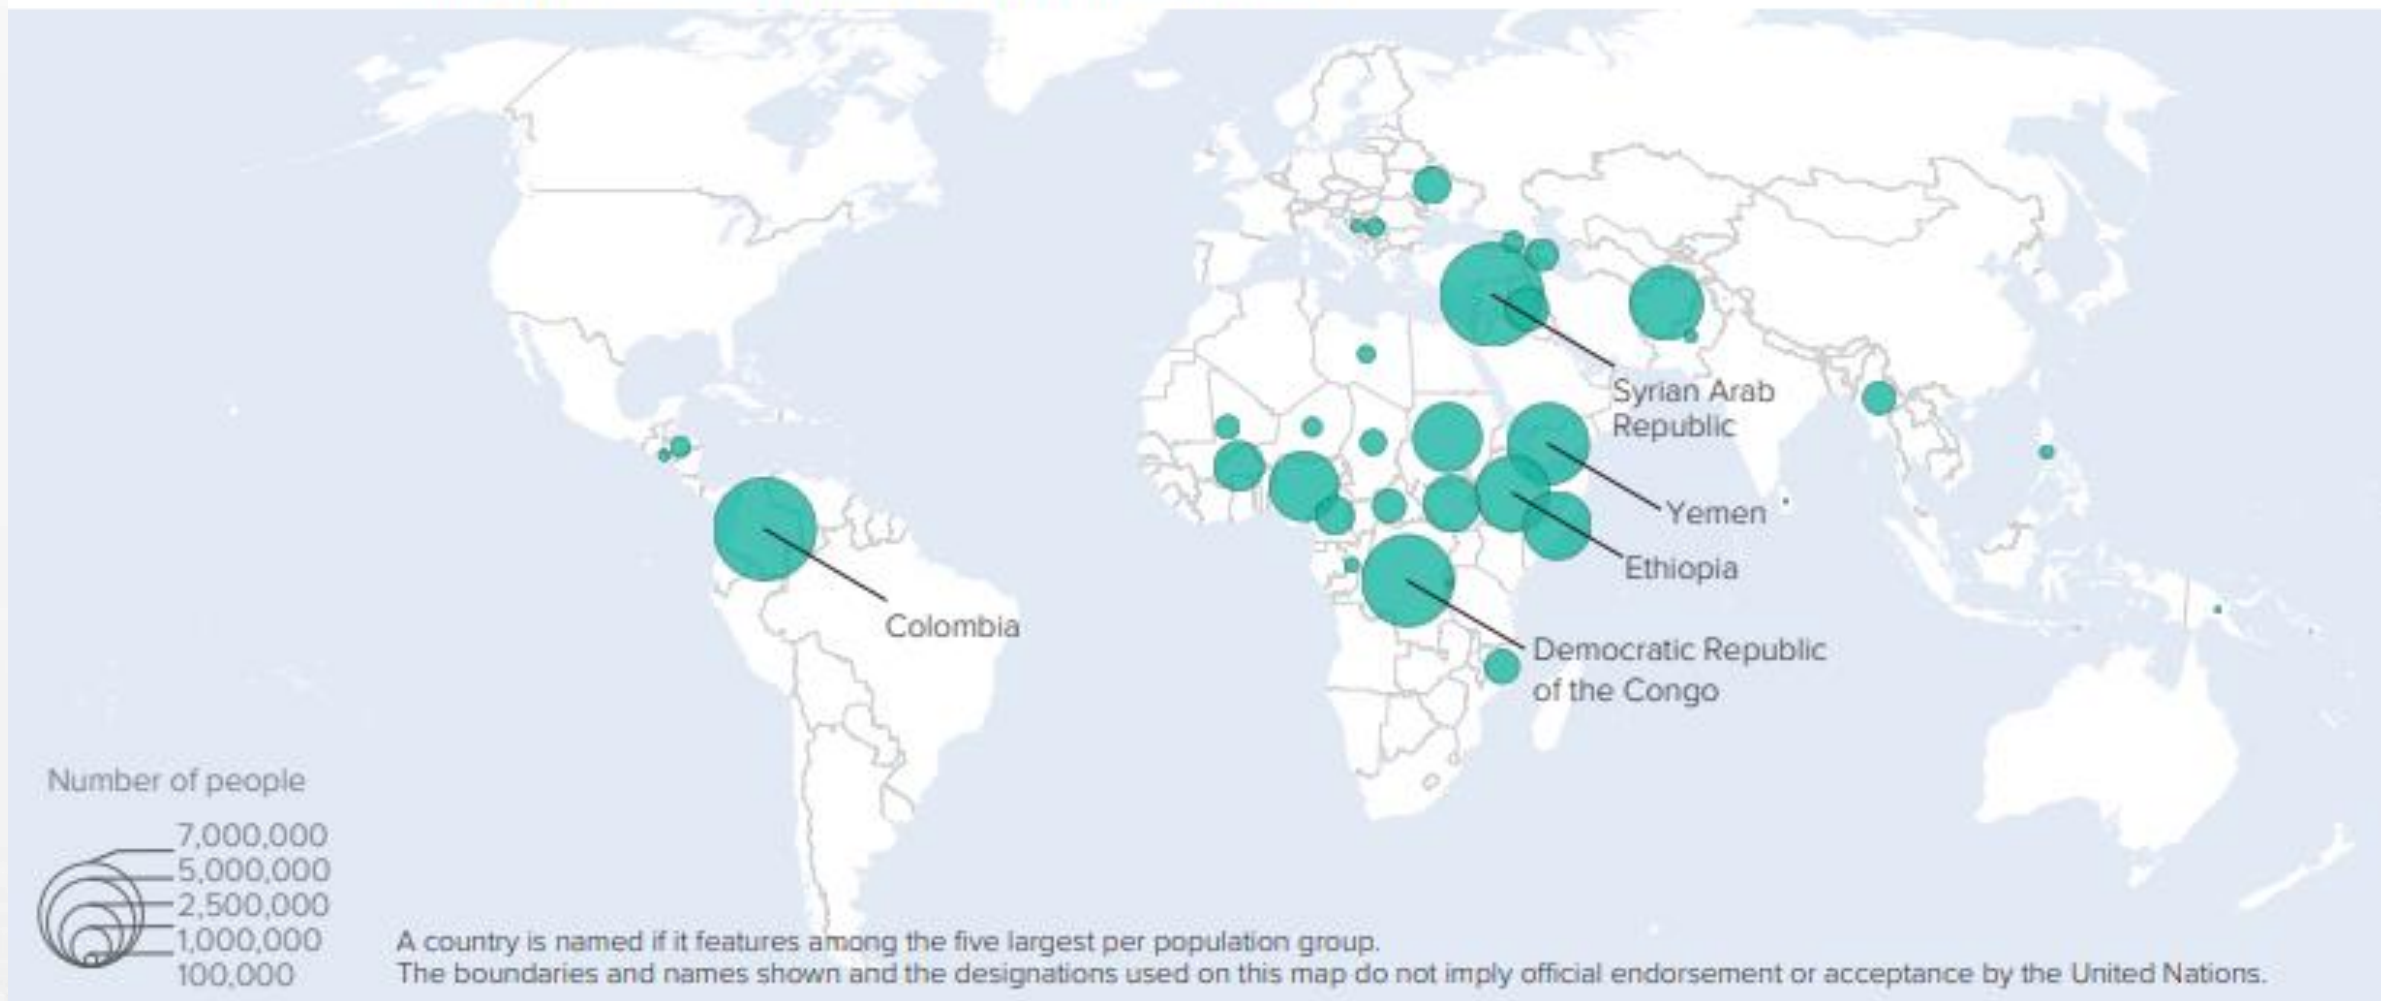 Syrian Arab
Republic
Yemen
Ethiopia
Colombia
Democratic Republic
of the Congo
Number of people
7,000,000
5,000,000
2,500,000
1,000,000
100,000
A country is named if it features among the five largest per population group.
The boundaries and names shown and the designations used on this map do not imply official endorsement or acceptance by the United Nations.